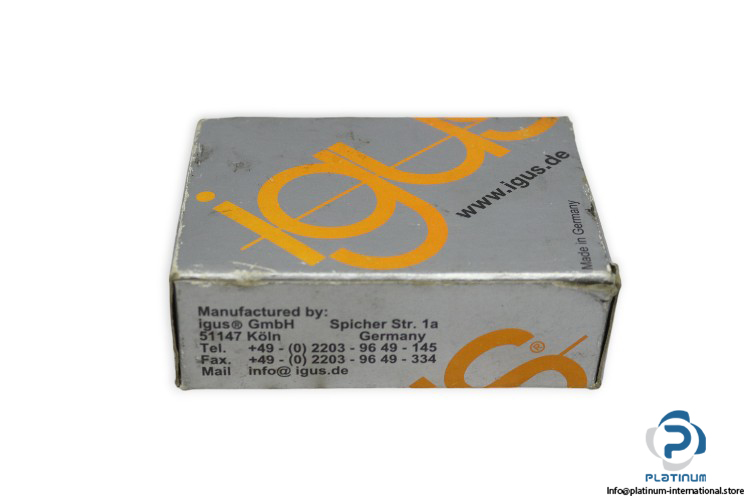 igus
www.igus.de
Made in Germany
Manufactured by:
igus® GmbH Spicher Str. 1a
51147 Köln Germany
Tel. +49 - (0) 2203 - 96 49 - 145
Fax. +49 - (0) 2203 - 96 49 - 334
Mail info@ igus.de
us®
PLATINUM
Info@platinum-international.store